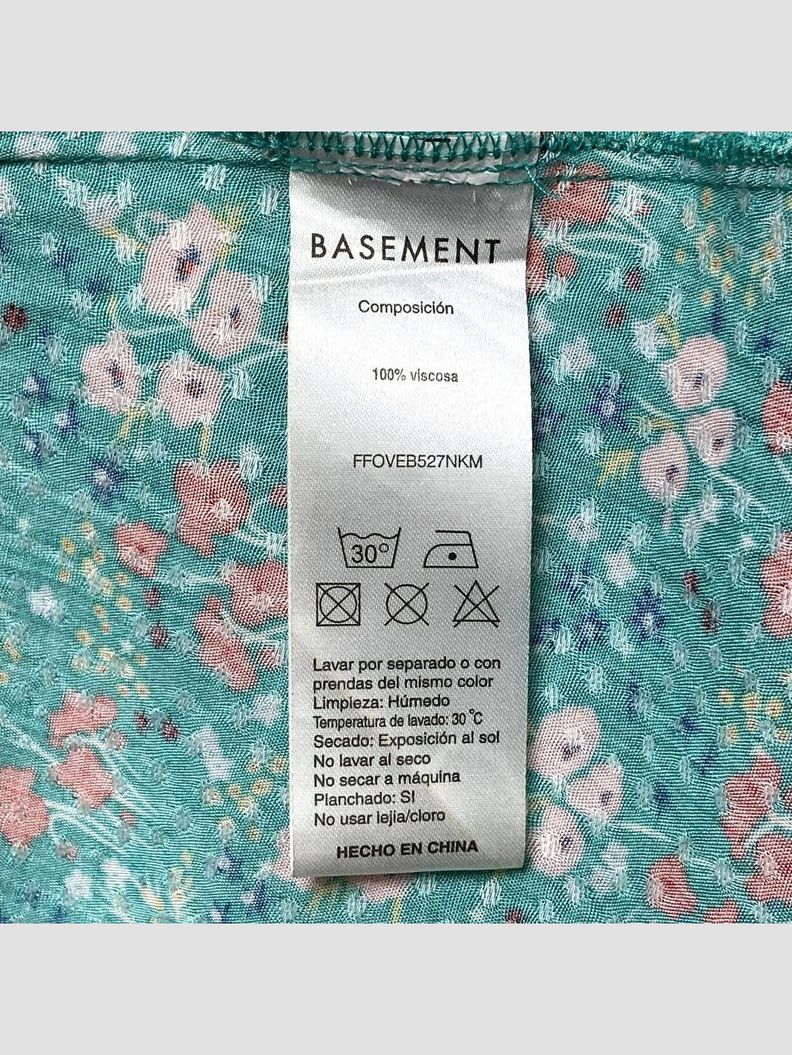 BASEMENT
Composición
100% viscosa
FFOVEB527NKM
30°
Lavar por separado o con
prendas del mismo color
Limpieza: Húmedo
Temperatura de lavado: 30 °C
Secado: Exposición al sol
No lavar al seco
No secar a máquina
Planchado: SI
No usar lejia/cloro
HECHO EN CHINA